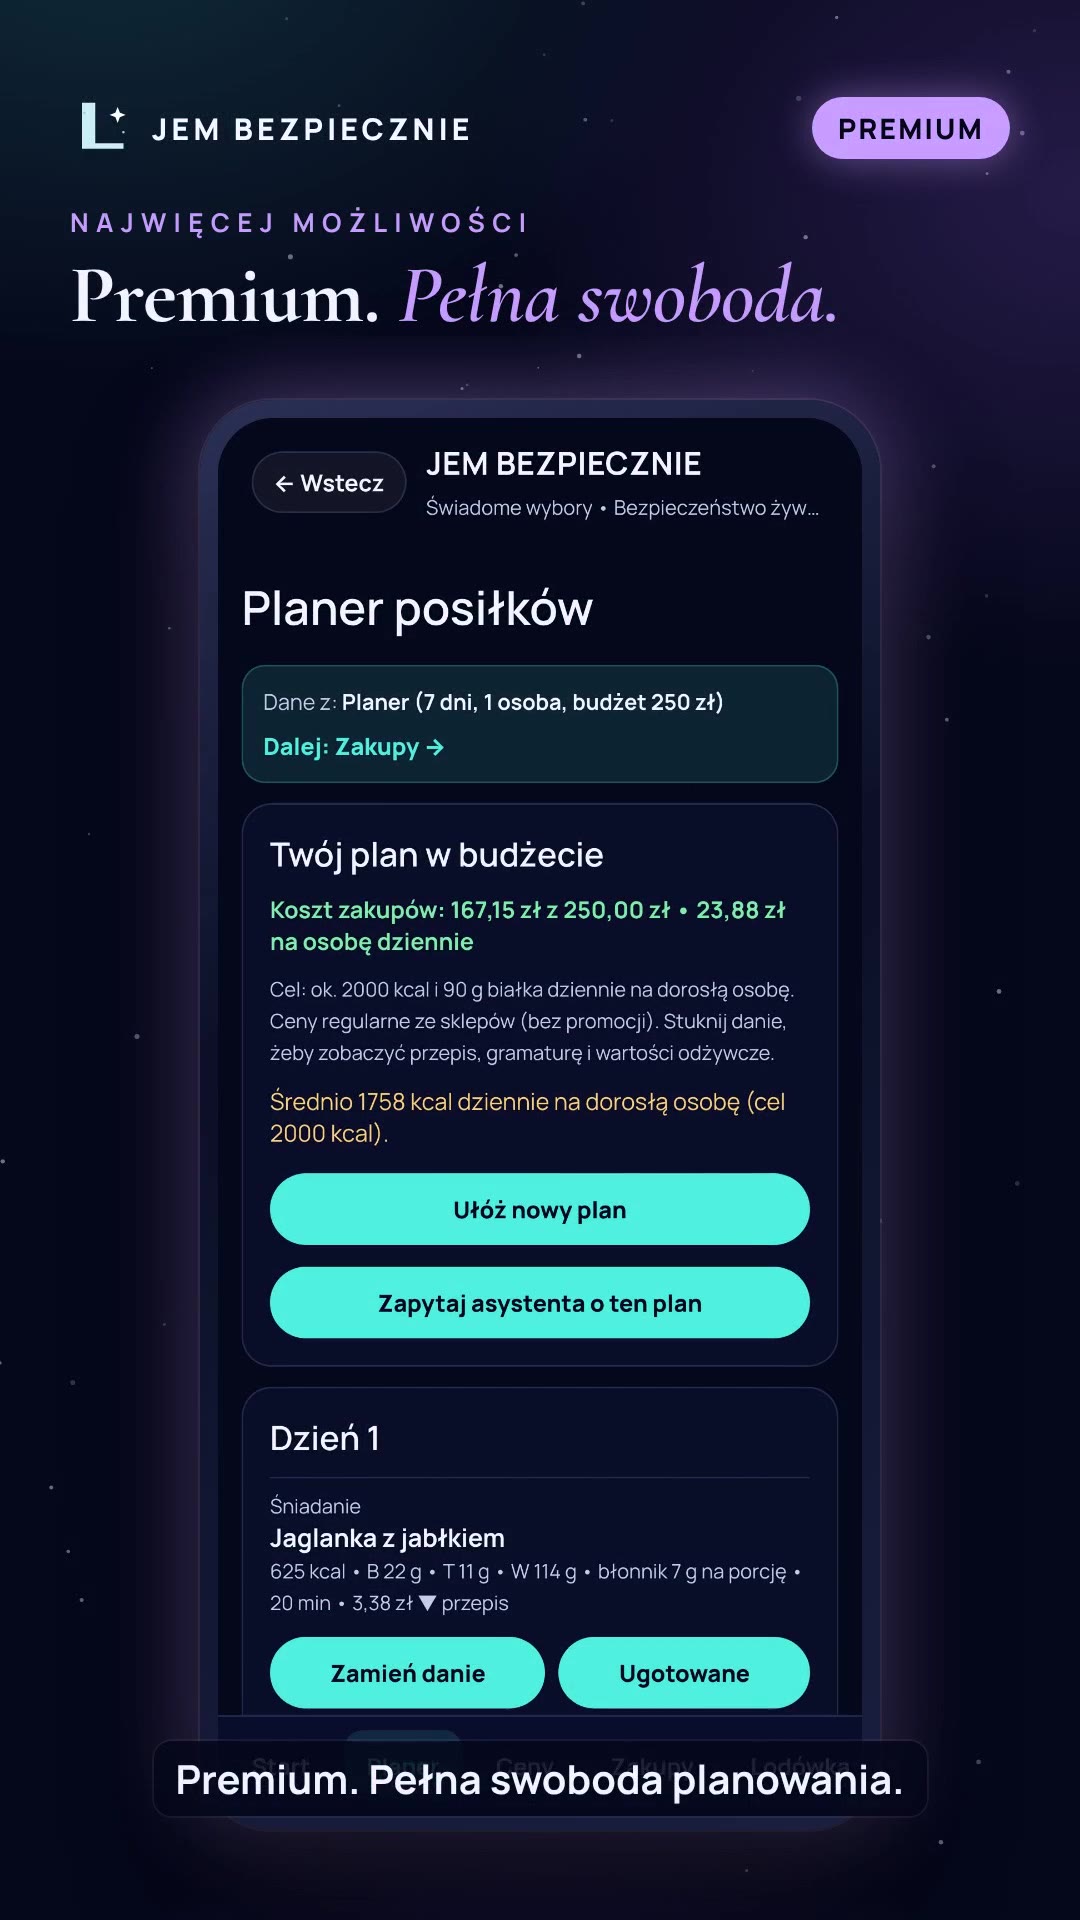 JEM BEZPIECZNIE
PREMIUM
NAJWIĘCEJ MOŻLIWOŚCI
Premium. Pełna swoboda.
← Wstecz
JEM BEZPIECZNIE
Świadome wybory • Bezpieczeństwo żyw...
Planer posiłków
Dane z: Planer (7 dni, 1 osoba, budżet 250 zł)
Dalej: Zakupy →
Twój plan w budżecie
Koszt zakupów: 167,15 zł z 250,00 zł • 23,88 zł
na osobę dziennie
Cel: ok. 2000 kcal i 90 g białka dziennie na dorosłą osobę.
Ceny regularne ze sklepów (bez promocji). Stuknij danie,
żeby zobaczyć przepis, gramaturę i wartości odżywcze.
Średnio 1758 kcal dziennie na dorosłą osobę (cel
2000 kcal).
Ułóż nowy plan
Zapytaj asystenta o ten plan
Dzień 1
Śniadanie
Jaglanka z jabłkiem
625 kcal • B 22 g • T 11 g • W 114 g • błonnik 7 g na porcję •
20 min • 3,38 zł ▼ przepis
Zamień danie
Ugotowane
Start Planer Ceny Zakupy Lodówka
Premium. Pełna swoboda planowania.